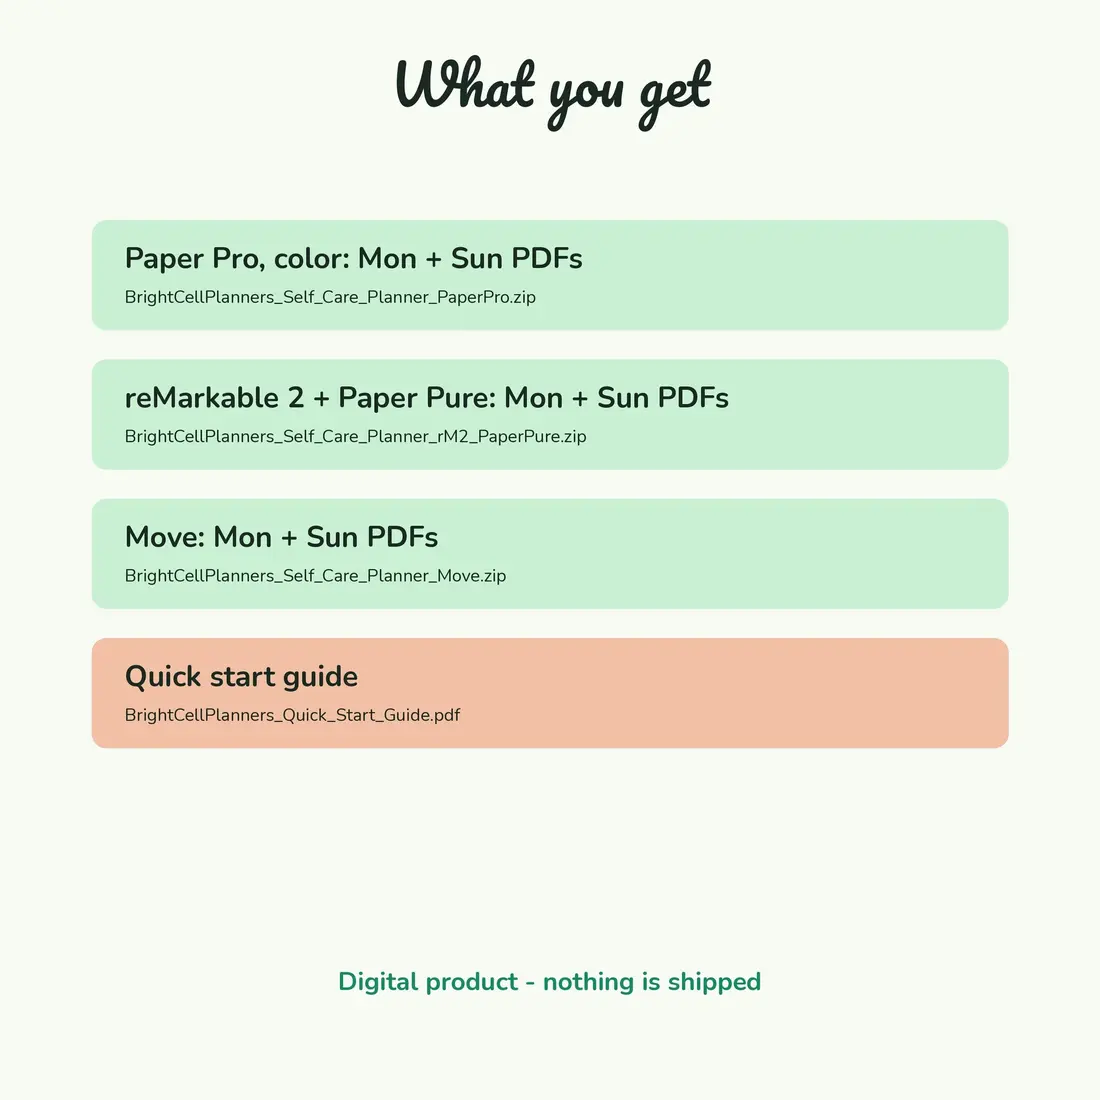 What you get
Paper Pro, color: Mon + Sun PDFs
BrightCellPlanners_Self_Care_Planner_PaperPro.zip
reMarkable 2 + Paper Pure: Mon + Sun PDFs
BrightCellPlanners_Self_Care_Planner_rM2_PaperPure.zip
Move: Mon + Sun PDFs
BrightCellPlanners_Self_Care_Planner_Move.zip
Quick start guide
BrightCellPlanners_Quick_Start_Guide.pdf
Digital product - nothing is shipped